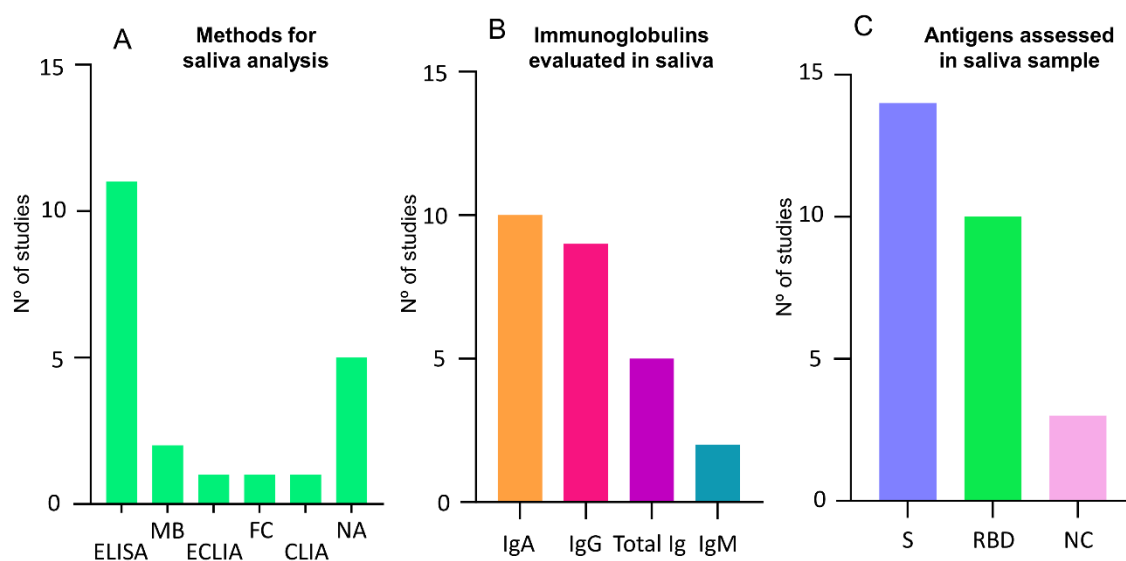 A
Methods for
saliva analysis
Nº of studies
15
10
5
0
ELISA
MB
ECLIA
FC
CLIA
NA
B
Immunoglobulins
evaluated in saliva
Nº of studies
15
10
5
0
IgA
IgG
Total Ig
IgM
C
Antigens assessed
in saliva sample
Nº of studies
15
10
5
0
S
RBD
NC